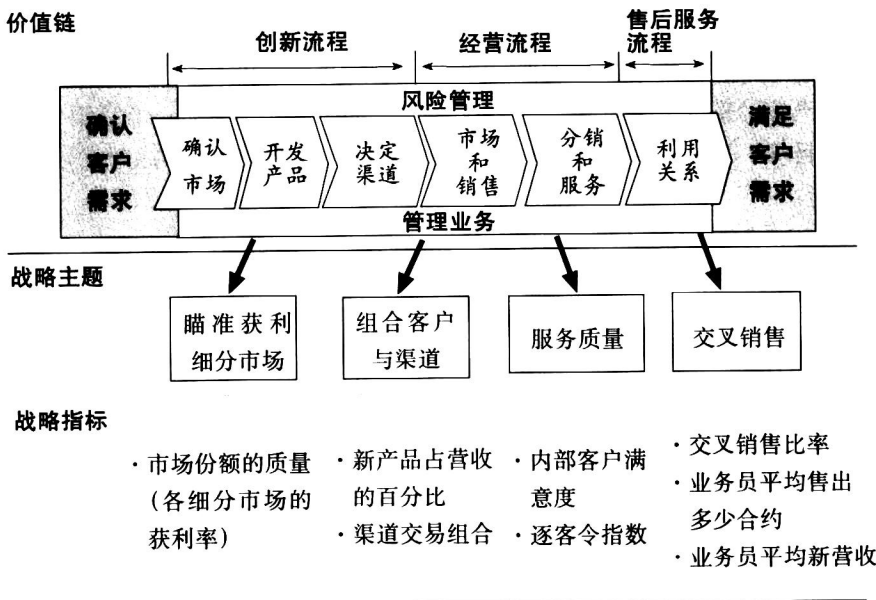 价值链
创新流程
经营流程
售后服务
流程
风险管理
确认
客户
需求
确认
市场
开发
产品
决定
渠道
市场
和
销售
分销
和
服务
利用
关系
满足
客户
需求
管理业务
战略主题
瞄准获利
细分市场
组合客户
与渠道
服务质量
交叉销售
战略指标
·市场份额的质量
(各细分市场的
获利率)
·新产品占营收
的百分比
·渠道交易组合
·内部客户满
意度
·逐客令指数
·交叉销售比率
·业务员平均售出
多少合约
·业务员平均新营收